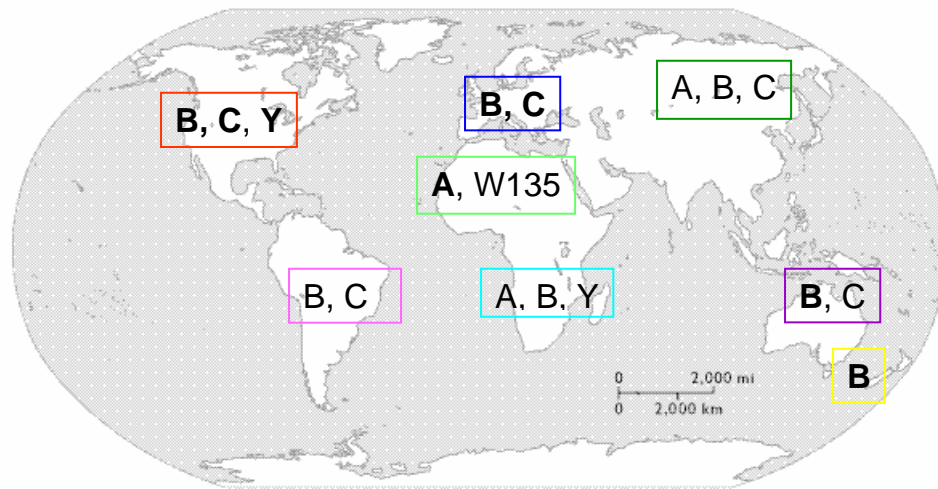 A, B, C
B, C
B, C, Y
A, W135
B, C
A, B, Y
B, C
B
0 2,000 mi
0 2,000 km